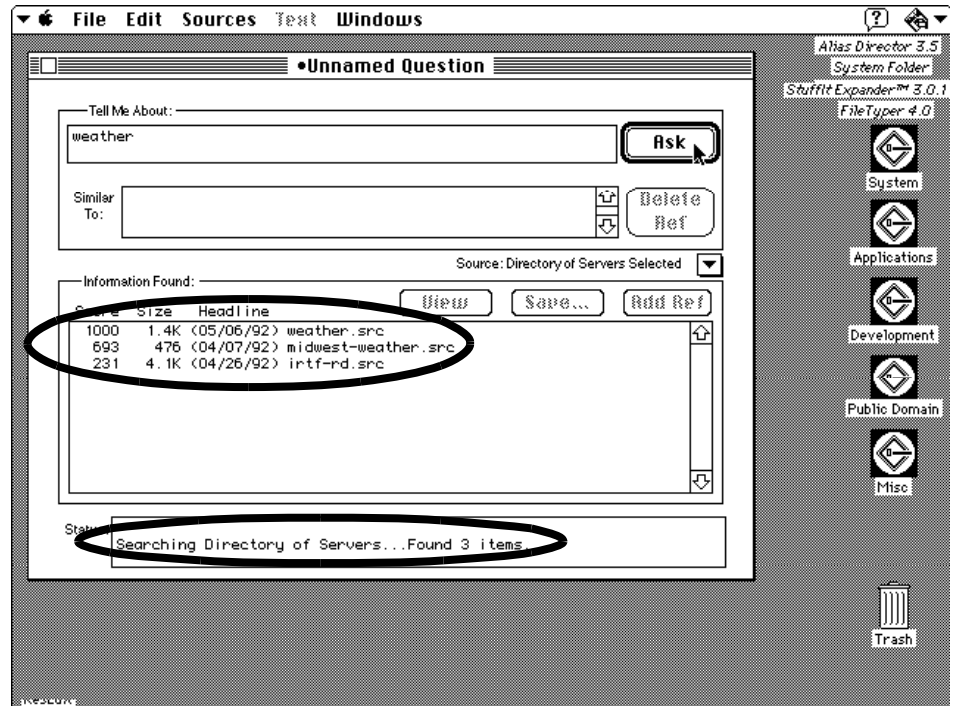 File Edit Sources Text Windows ?
Alias Director 3.5
System Folder
StuffIt Expander™ 3.0.1
FileTyper 4.0
•Unnamed Question
Tell Me About:
weather
Ask
Similar
To:
Delete
Ref
Source: Directory of Servers Selected
Information Found:
View Save... Add Ref
Size Headline
1000 1.4K (05/06/92) weather.src
693 476 (04/07/92) midwest-weather.src
231 4.1K (04/26/92) irtf-rd.src
Searching Directory of Servers...Found 3 items.
System
Applications
Development
Public Domain
Misc
Trash